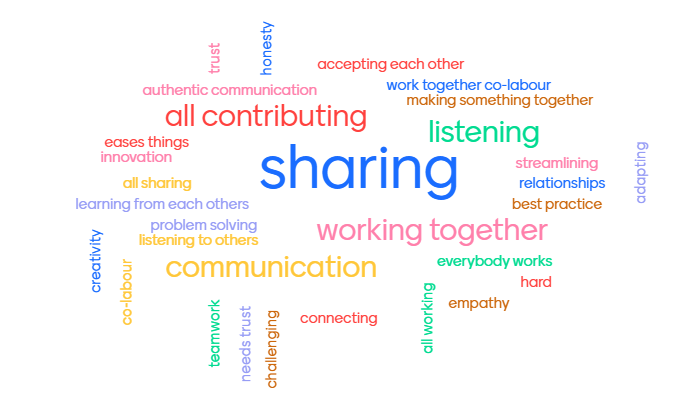 honesty
trust
accepting each other
authentic communication
work together co-labour
making something together
all contributing
listening
eases things
innovation
sharing
streamlining
adapting
all sharing
relationships
learning from each others
best practice
problem solving
working together
listening to others
creativity
communication
everybody works
co-labour
hard
all working
empathy
teamwork
needs trust
challenging
connecting